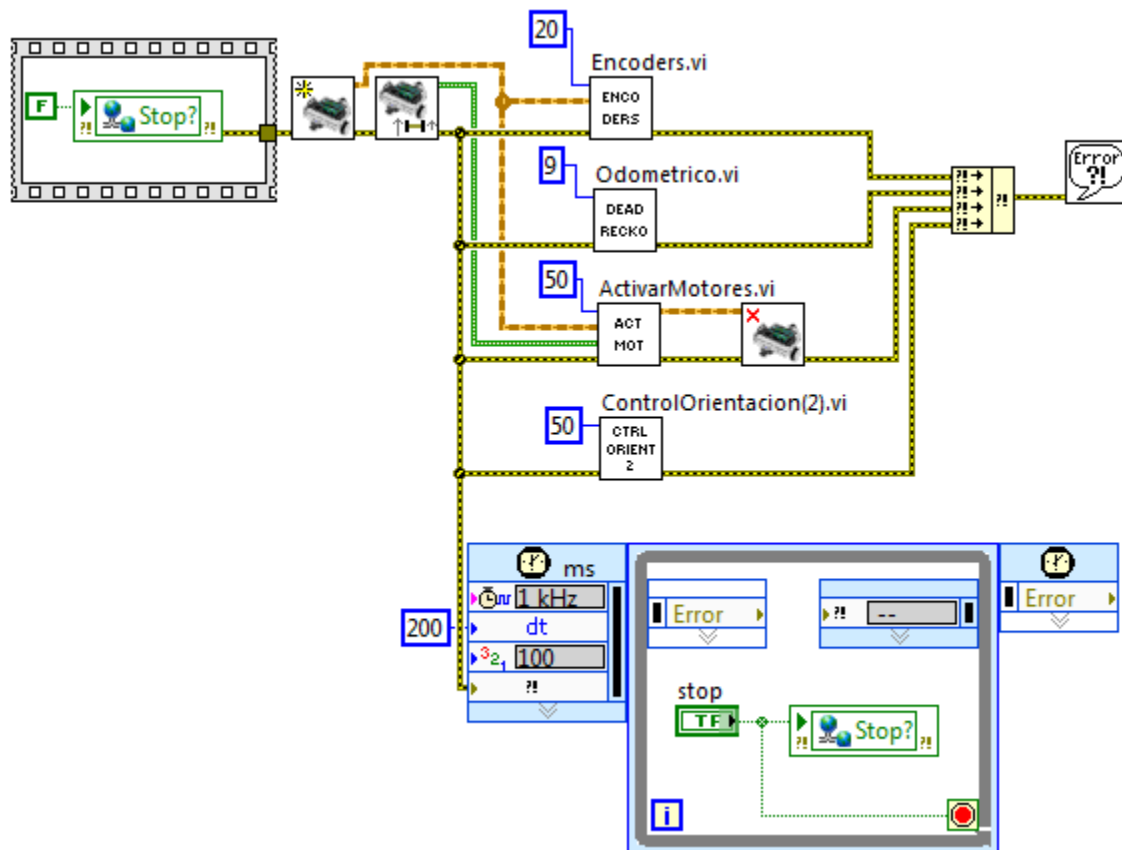 F
?!
Stop?
?!
20
Encoders.vi
ENCO
DERS
9
Odometrico.vi
DEAD
RECKO
50
ActivarMotores.vi
ACT
MOT
50
ControlOrientacion(2).vi
CTRL
ORIENT
2
?!
?!
?!
?!
?!
Error
?!
200
ms
1 kHz
dt
321
100
?!
Error
?!
--
stop
TF
?!
Stop?
?!
i
Error